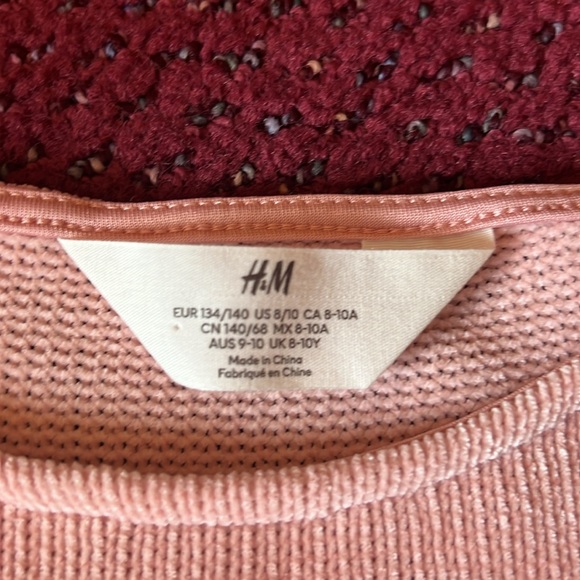 H&M
EUR 134/140 US 8/10 CA 8-10A
CN 140/68 MX 8-10A
AUS 9-10 UK 8-10Y
Made in China
Fabriqué en Chine